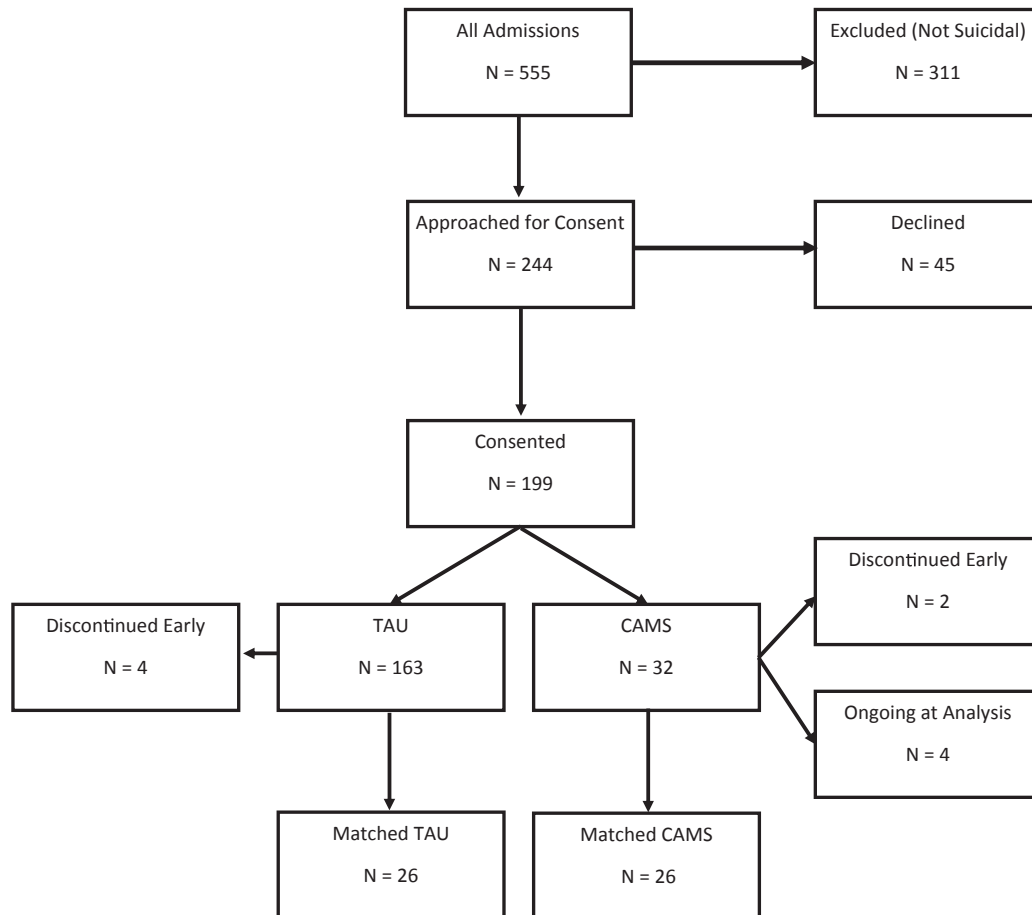 All Admissions
N = 555
Excluded (Not Suicidal)
N = 311
Approached for Consent
N = 244
Declined
N = 45
Consented
N = 199
Discontinued Early
N = 2
Discontinued Early
N = 4
TAU
N = 163
CAMS
N = 32
Ongoing at Analysis
N = 4
Matched TAU
N = 26
Matched CAMS
N = 26